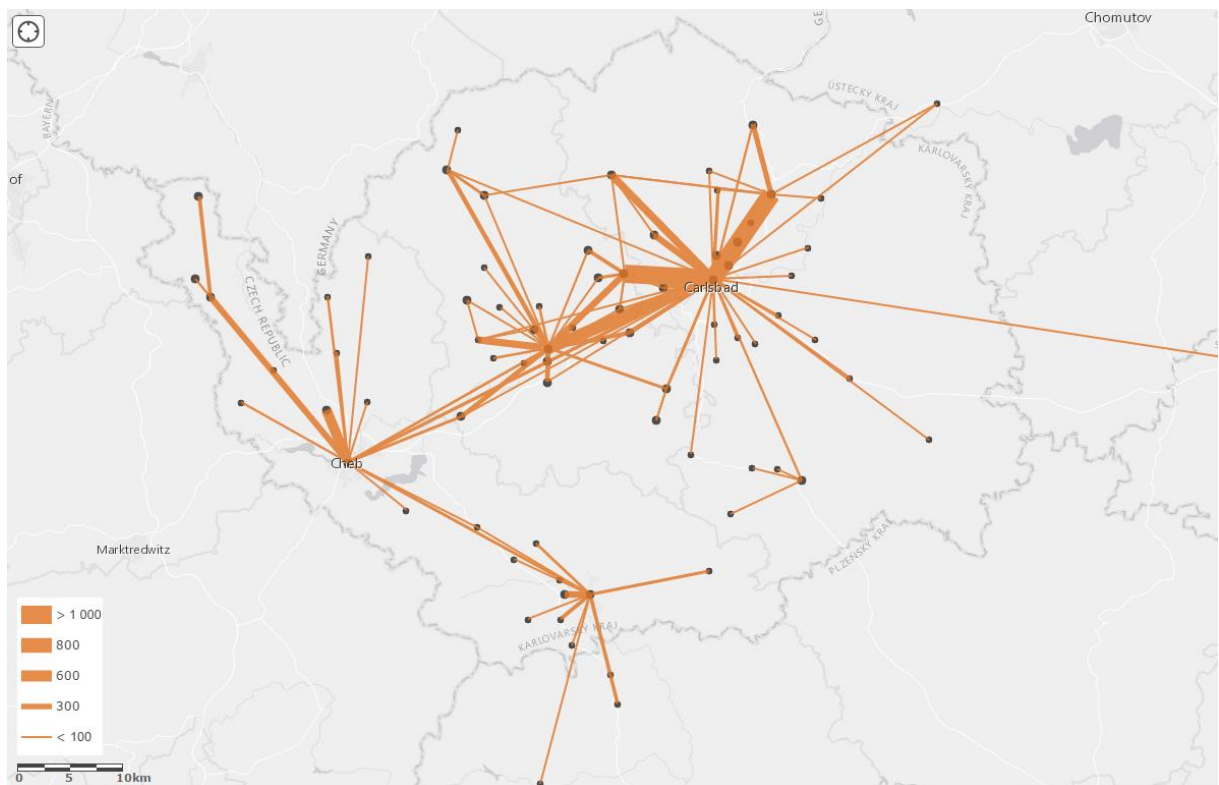 Chomutov
GE
ÚSTECKÝ KRAJ
BAYERN
KARLOVARSKÝ KRAJ
of
GERMANY
CZECH REPUBLIC
Carlsbad
Cheb
Marktredwitz
PLZEŇSKÝ KRAJ
KARLOVARSKÝ KRAJ
> 1 000
800
600
300
< 100
0 5 10km